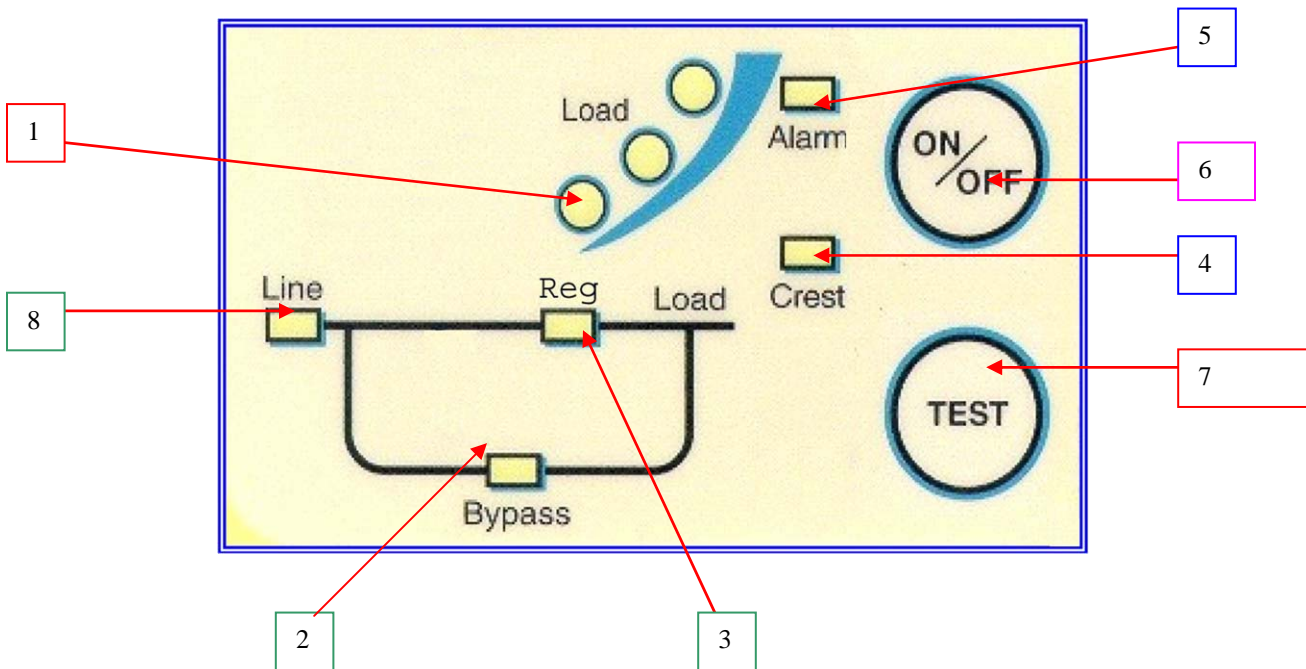 5
Load
1
Alarm
ON/OFF
6
Line
Reg
Load
Crest
4
8
7
TEST
Bypass
2
3